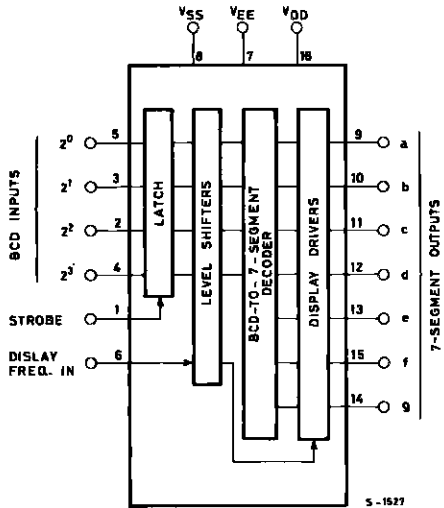 VSS VEE VDD
8 7 16
BCD INPUTS
2⁰ 5
2¹ 3
2² 2
2³ 4
STROBE 1
DISLAY
FREQ. IN 6
LATCH
LEVEL SHIFTERS
BCD-TO-7-SEGMENT
DECODER
DISPLAY DRIVERS
9 a
10 b
11 c
12 d
13 e
15 f
14 g
7-SEGMENT OUTPUTS
S-1527